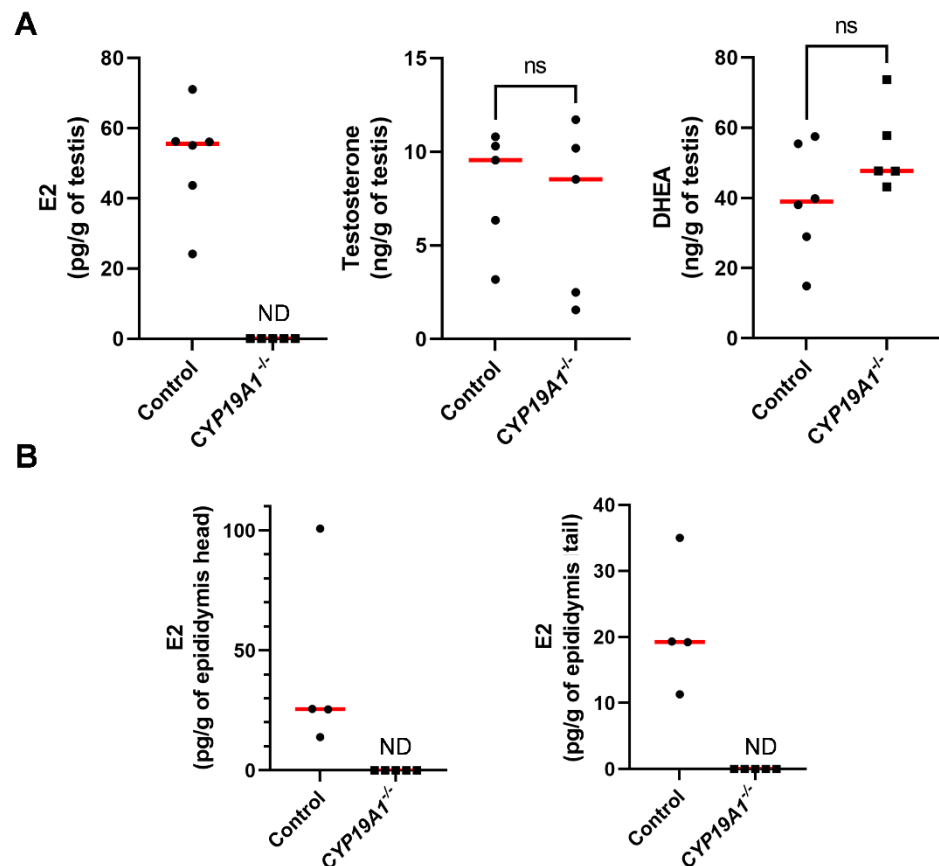 A
E2
(pg/g of testis)
80
60
40
20
0
ND
Control
CYP19A1-/-
Testosterone
(ng/g of testis)
15
10
5
0
ns
Control
CYP19A1-/-
DHEA
(ng/g of testis)
80
60
40
20
0
ns
Control
CYP19A1-/-
B
E2
(pg/g of epididymis head)
100
50
0
ND
Control
CYP19A1-/-
E2
(pg/g of epididymis tail)
40
30
20
10
0
ND
Control
CYP19A1-/-